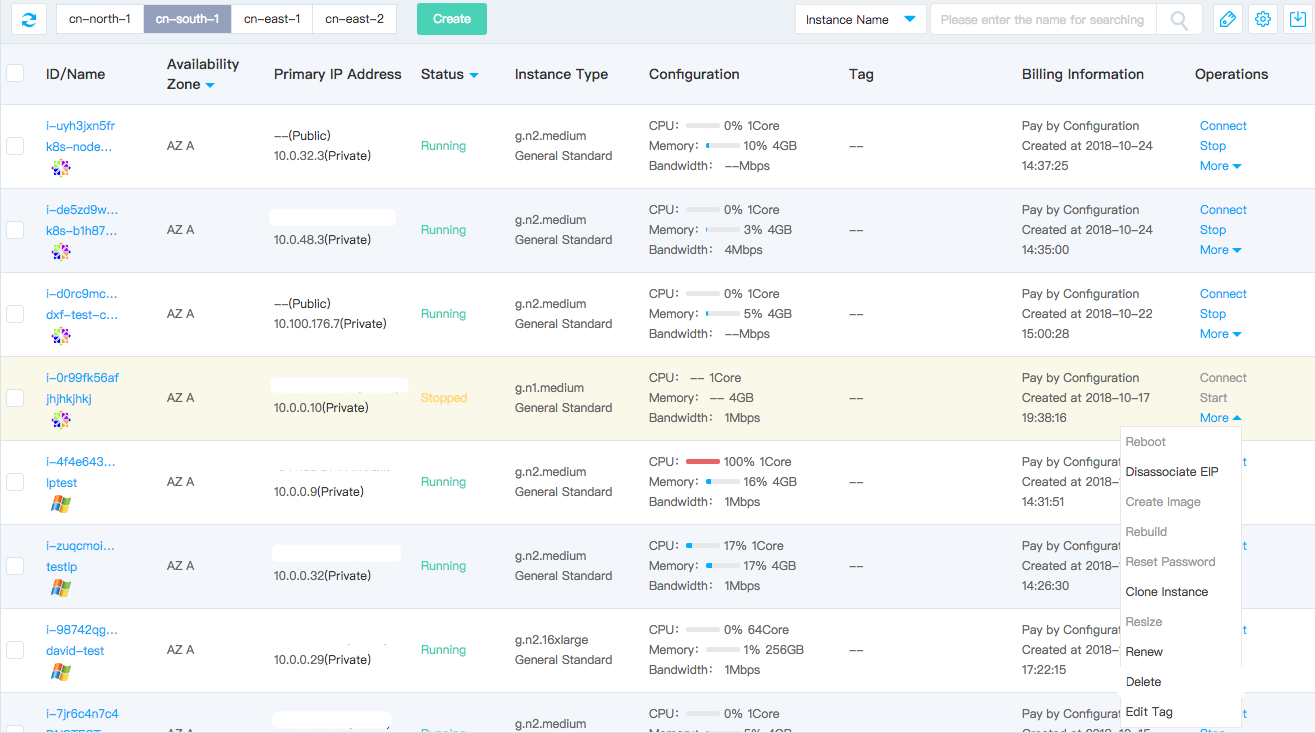 cn-north-1 cn-south-1 cn-east-1 cn-east-2 Create Instance Name Please enter the name for searching
ID/Name Availability Zone Primary IP Address Status Instance Type Configuration Tag Billing Information Operations
i-uyh3jxn5fr --(Public) g.n2.medium CPU: 0% 1Core Pay by Configuration Connect
k8s-node... AZ A 10.0.32.3(Private) Running General Standard Memory: 10% 4GB -- Created at 2018-10-24 Stop
Bandwidth: --Mbps 14:37:25 More
i-de5zd9w... g.n2.medium CPU: 0% 1Core Pay by Configuration Connect
k8s-b1h87... AZ A 10.0.48.3(Private) Running General Standard Memory: 3% 4GB -- Created at 2018-10-24 Stop
Bandwidth: 4Mbps 14:35:00 More
i-d0rc9mc... --(Public) g.n2.medium CPU: 0% 1Core Pay by Configuration Connect
dxf-test-c... AZ A 10.100.176.7(Private) Running General Standard Memory: 5% 4GB -- Created at 2018-10-22 Stop
Bandwidth: --Mbps 15:00:28 More
i-0r99fk56af g.n1.medium CPU: -- 1Core Pay by Configuration Connect
jhjhkjhkj AZ A 10.0.0.10(Private) Stopped General Standard Memory: -- 4GB -- Created at 2018-10-17 Start
Bandwidth: 1Mbps 19:38:16 More
Reboot
Disassociate EIP
Create Image
Rebuild
Reset Password
Clone Instance
Resize
Renew
Delete
Edit Tag
i-4f4e643... g.n2.medium CPU: 100% 1Core Pay by Configurat t
lptest AZ A 10.0.0.9(Private) Running General Standard Memory: 16% 4GB -- Created at 2018-
Bandwidth: 1Mbps 14:31:51
i-zuqcmoi... g.n2.medium CPU: 17% 1Core Pay by Configurat t
testlp AZ A 10.0.0.32(Private) Running General Standard Memory: 17% 4GB -- Created at 2018-
Bandwidth: 1Mbps 14:26:30
i-98742qg... g.n2.16xlarge CPU: 0% 64Core Pay by Configurat t
david-test AZ A 10.0.0.29(Private) Running General Standard Memory: 1% 256GB -- Created at 2018-
Bandwidth: 1Mbps 17:22:15
i-7jr6c4n7c4 g.n2.medium CPU: 0% 1Core Pay by Configurat t
AZ A Running Memory: 5% 4GB Created at 2018-10-15 Stop